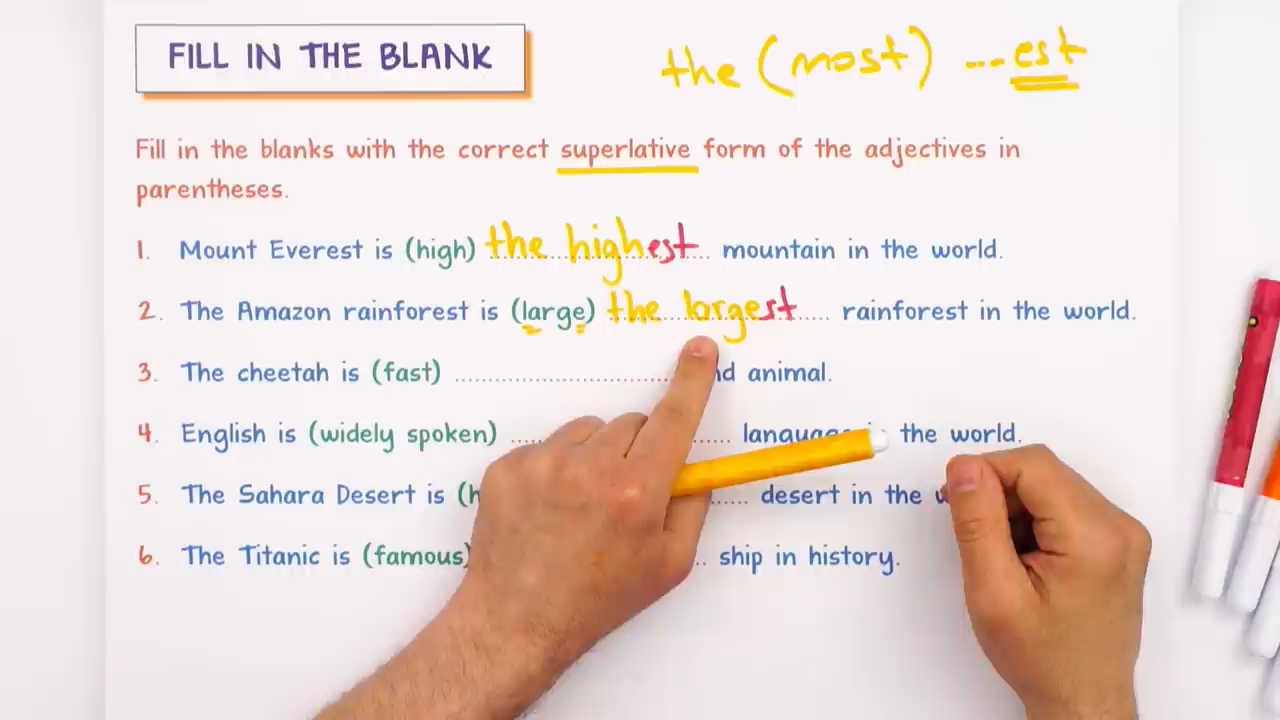 FILL IN THE BLANK
the (most) ...est
Fill in the blanks with the correct superlative form of the adjectives in
parentheses.
1. Mount Everest is (high) the highest mountain in the world.
2. The Amazon rainforest is (large) the largest rainforest in the world.
3. The cheetah is (fast) .............................. animal.
4. English is (widely spoken) ........ language the world.
5. The Sahara Desert is ...... desert in the
6. The Titanic is (famous) .. ship in history.